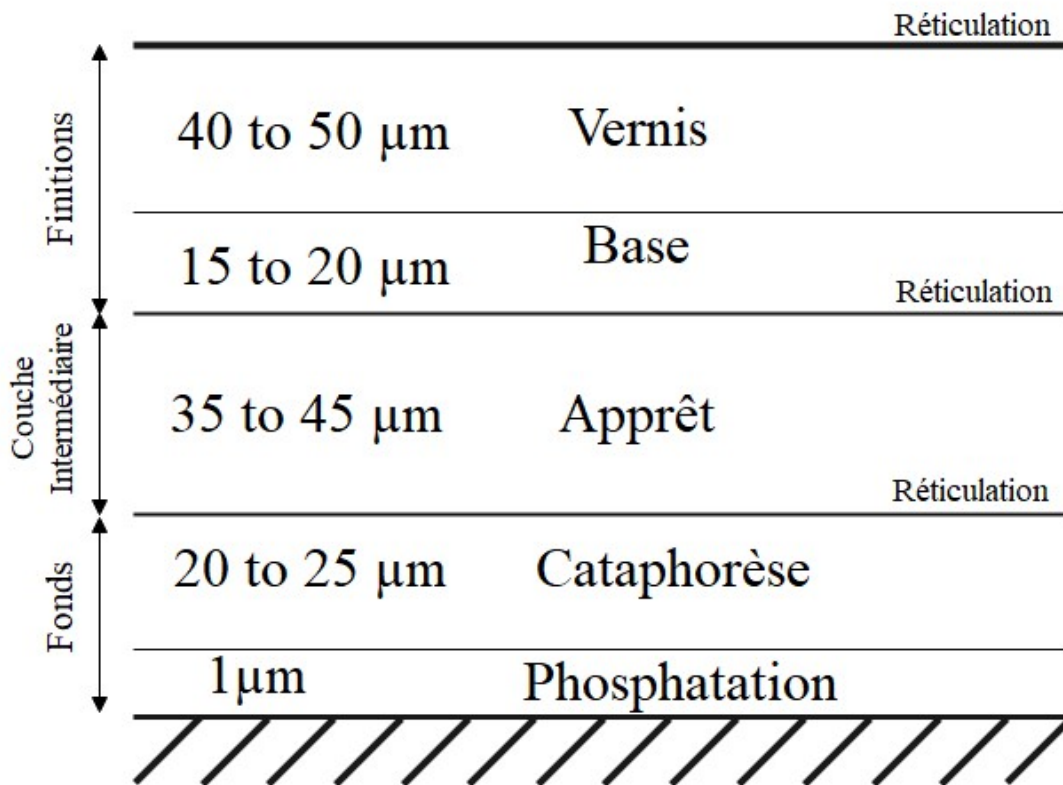 Réticulation
Finitions
40 to 50 µm Vernis
15 to 20 µm Base
Réticulation
Couche
Intermédiaire
35 to 45 µm Apprêt
Réticulation
Fonds
20 to 25 µm Cataphorèse
1µm Phosphatation